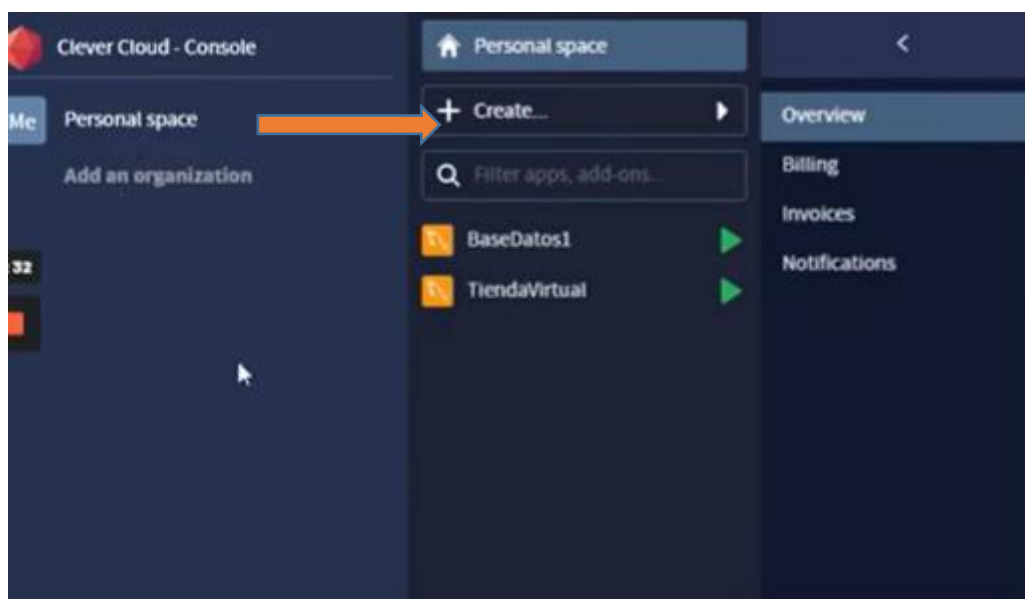 Clever Cloud - Console
Me
Personal space
Add an organization
:32
Personal space
+ Create...
Filter apps, add-ons...
BaseDatos1
TiendaVirtual
<
Overview
Billing
Invoices
Notifications